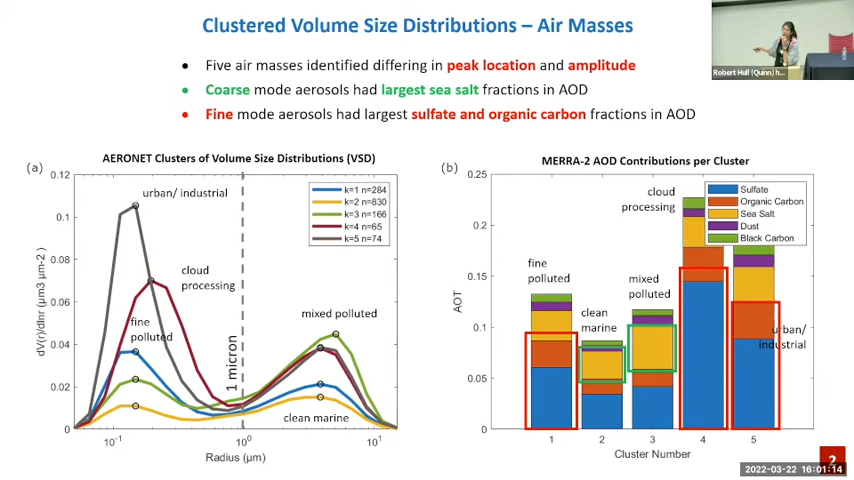 Clustered Volume Size Distributions – Air Masses
• Five air masses identified differing in peak location and amplitude
• Coarse mode aerosols had largest sea salt fractions in AOD
• Fine mode aerosols had largest sulfate and organic carbon fractions in AOD
Robert Hull (Quinn) h...
(a)
AERONET Clusters of Volume Size Distributions (VSD)
0.12
0.1
0.08
0.06
0.04
0.02
0
dV(r)/dlnr (µm3 µm-2 )
urban/ industrial
cloud
processing
fine
polluted
1 micron
mixed polluted
clean marine
k=1 n=284
k=2 n=830
k=3 n=166
k=4 n=65
k=5 n=74
10-1
100
101
Radius (µm)
(b)
MERRA-2 AOD Contributions per Cluster
0.25
0.2
0.15
0.1
0.05
0
AOT
fine
polluted
clean
marine
mixed
polluted
cloud
processing
urban/
industrial
Sulfate
Organic Carbon
Sea Salt
Dust
Black Carbon
1
2
3
4
5
Cluster Number
2
2022-03-22 16:01:14